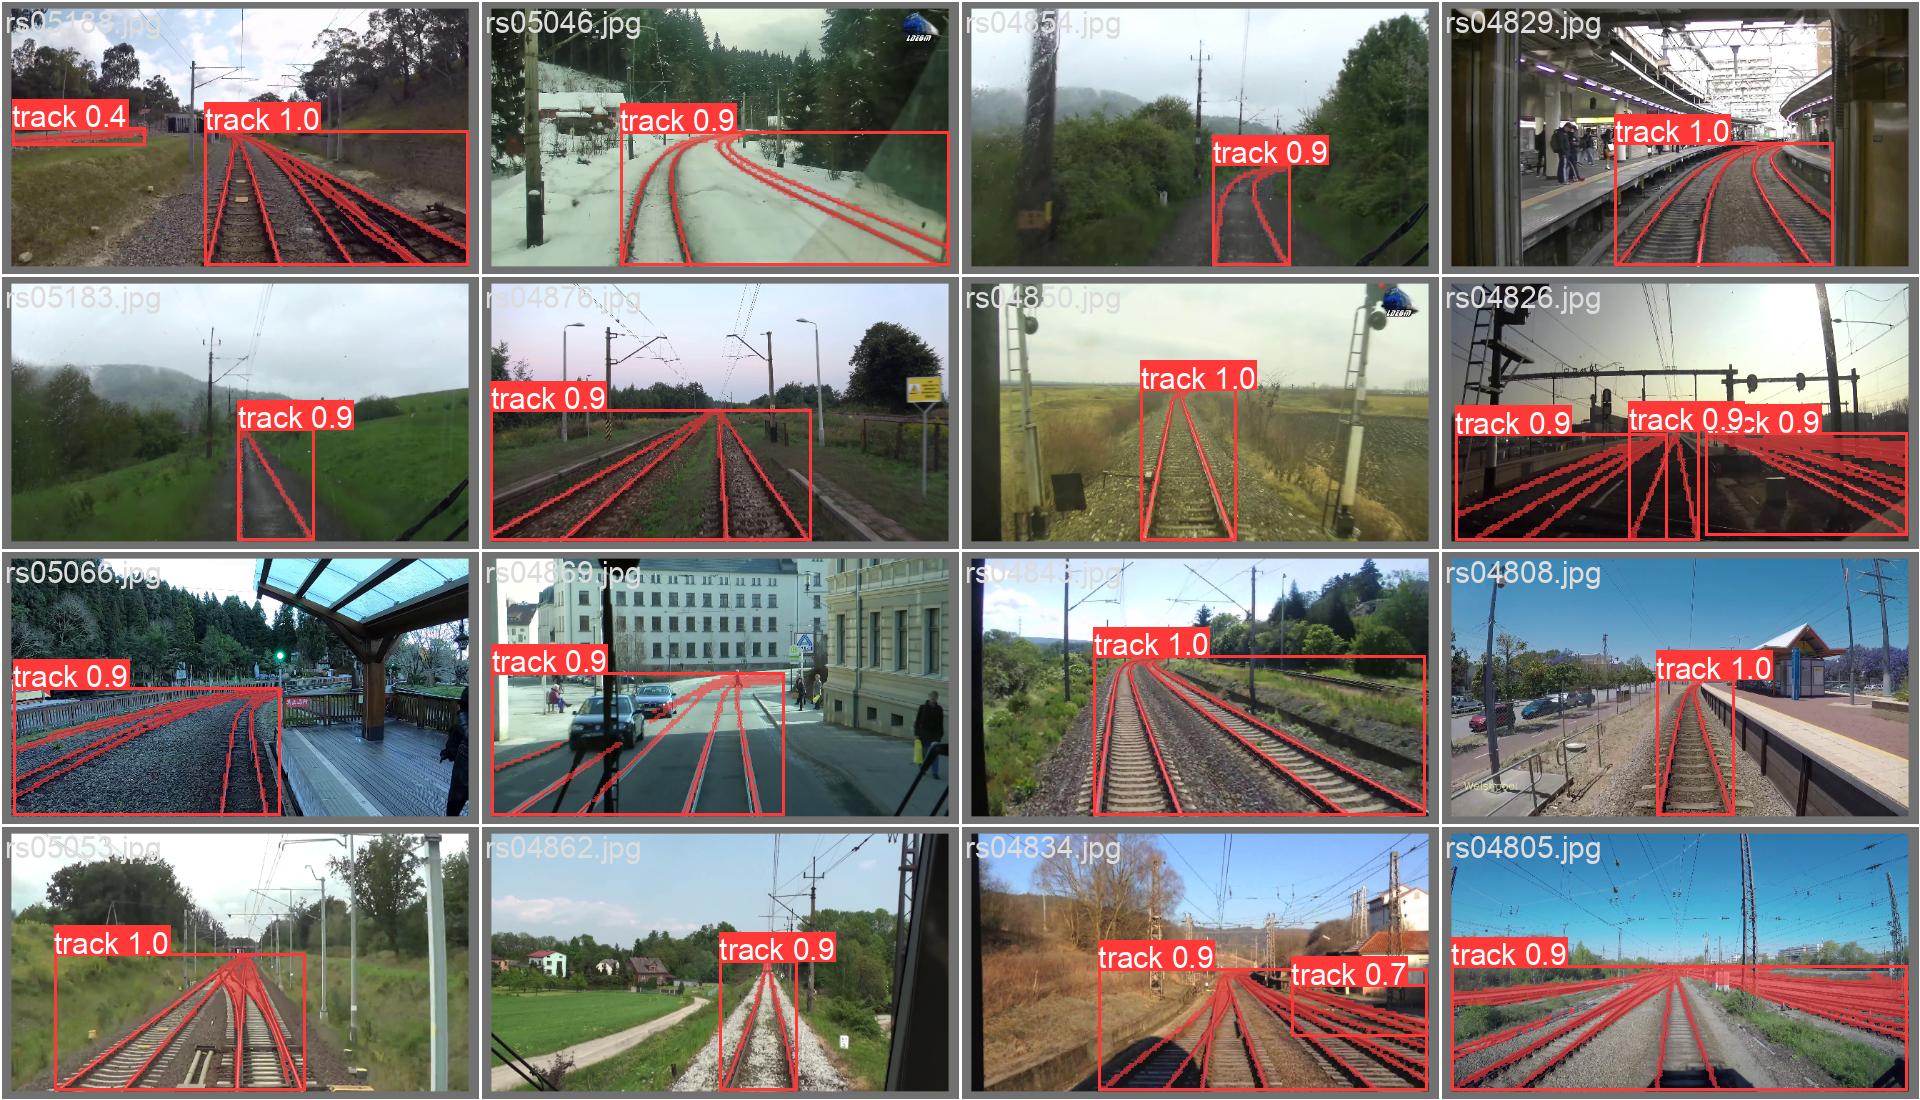 rs05188.jpg
track 0.4
track 1.0
rs05046.jpg
LDE6M
track 0.9
rs04854.jpg
track 0.9
rs04829.jpg
track 1.0
rs05183.jpg
track 0.9
rs04876.jpg
track 0.9
rs04850.jpg
LDE6M
track 1.0
rs04826.jpg
track 0.9
track 0.9
ck 0.9
rs05066.jpg
track 0.9
rs04869.jpg
track 0.9
rs04843.jpg
track 1.0
rs04808.jpg
track 1.0
Welshpool
rs05053.jpg
track 1.0
rs04862.jpg
track 0.9
rs04834.jpg
track 0.9
track 0.7
rs04805.jpg
track 0.9